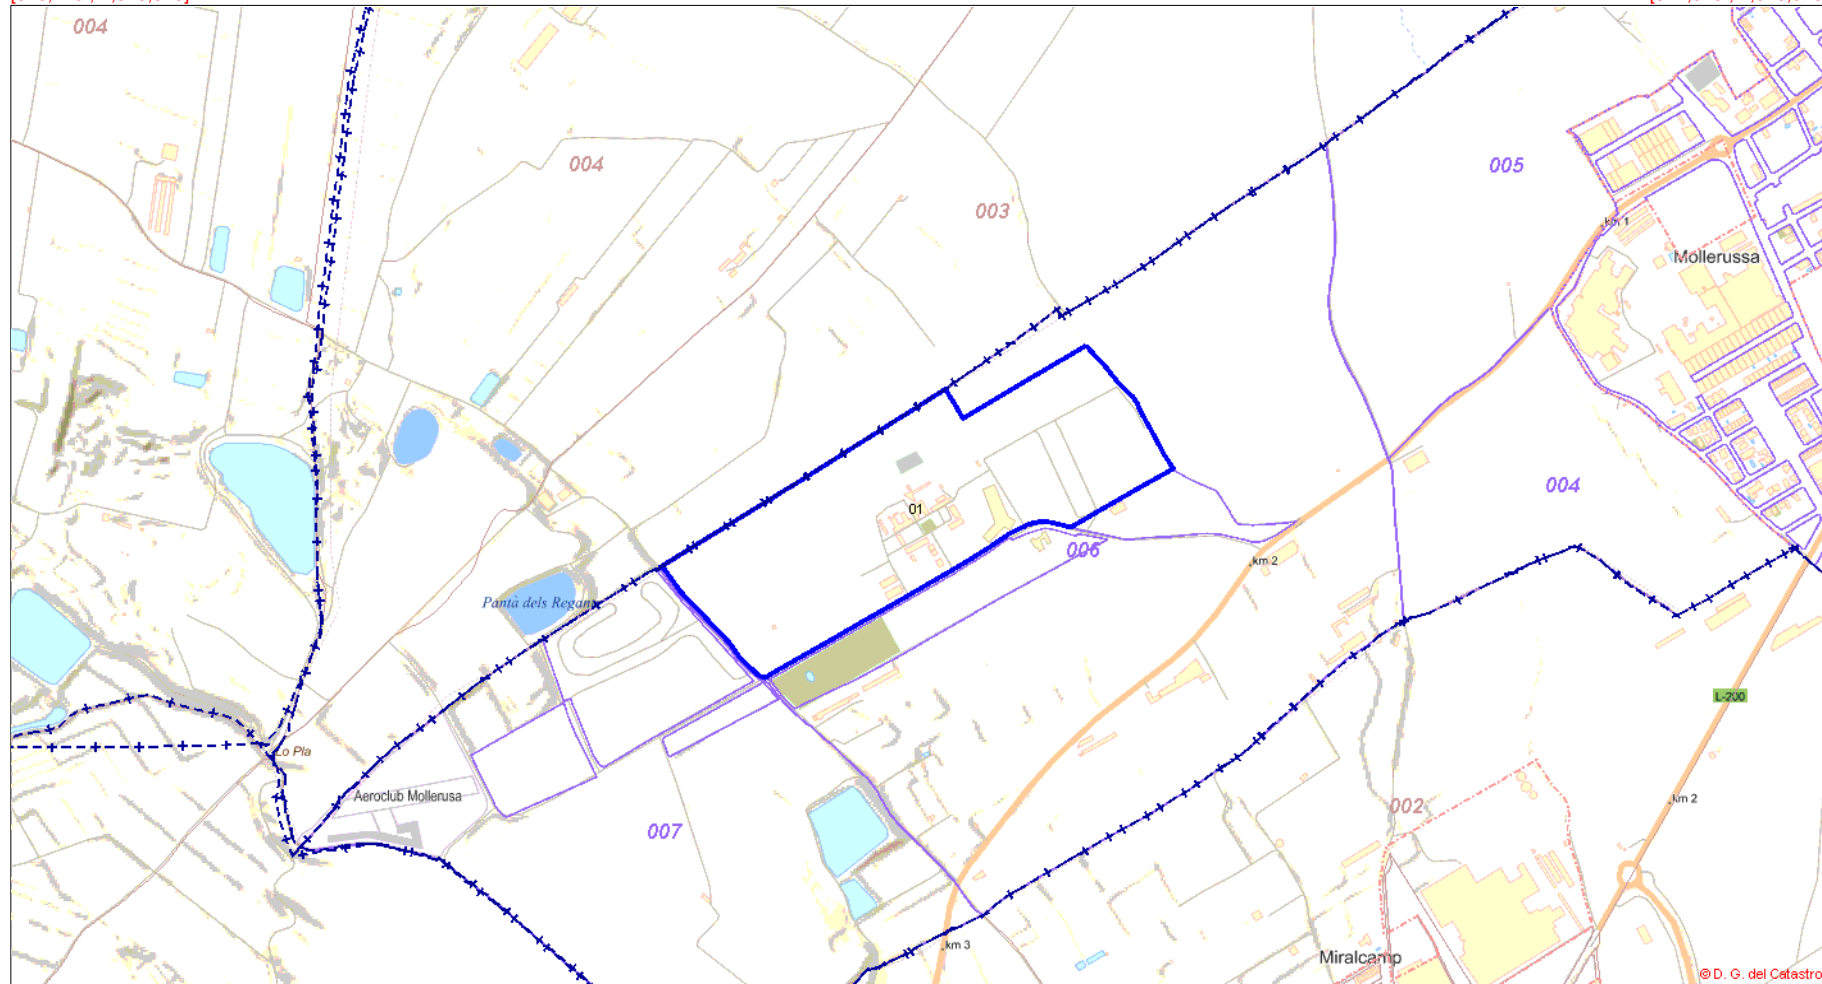 004
004
003
005
km 1
Mollerussa
004
01
006
km 2
Pantà dels Regants
L-200
Lo Pla
Aeroclub Mollerusa
km 2
002
007
km 3
Miralcamp
© D. G. del Catastro